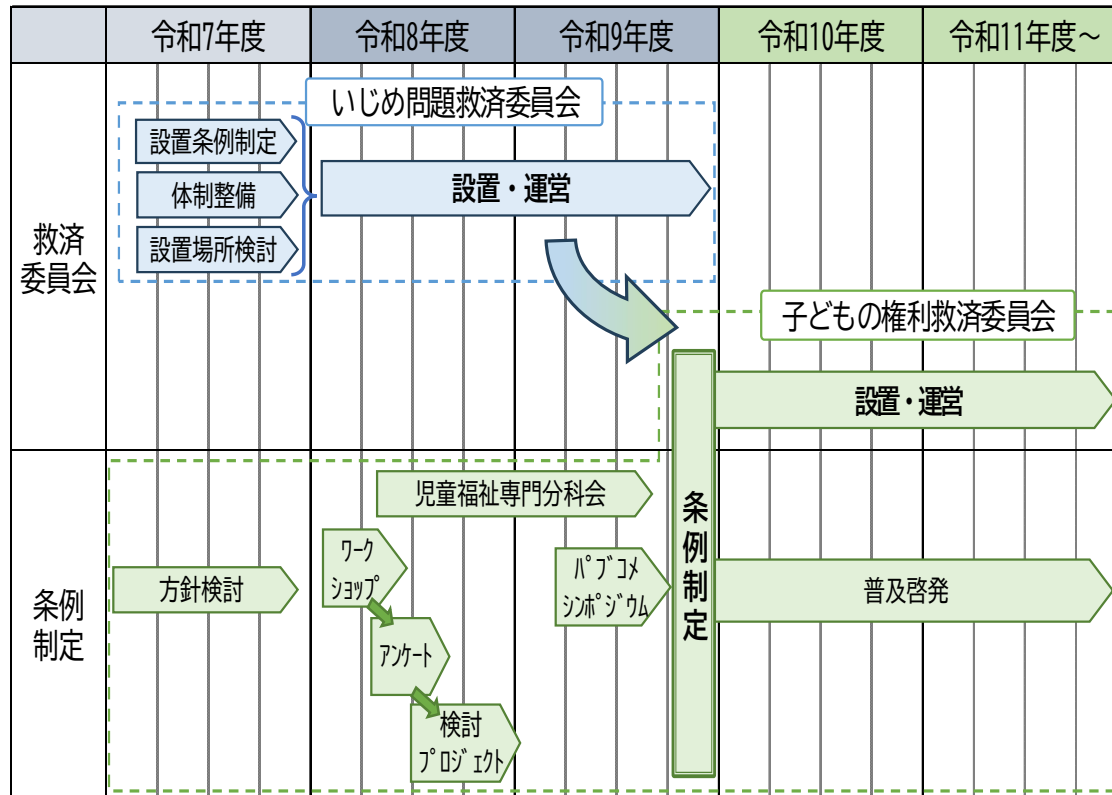 令和7年度
令和8年度
令和9年度
令和10年度
令和11年度～
救済
委員会
いじめ問題救済委員会
設置条例制定
体制整備
設置場所検討
設置・運営
子どもの権利救済委員会
設置・運営
条例
制定
児童福祉専門分科会
方針検討
ﾜｰｸ
ｼｮｯﾌﾟ
ｱﾝｹｰﾄ
検討
ﾌﾟﾛｼﾞｪｸﾄ
ﾊﾟﾌﾞｺﾒ
ｼﾝﾎﾟｼﾞｳﾑ
条例制定
普及啓発